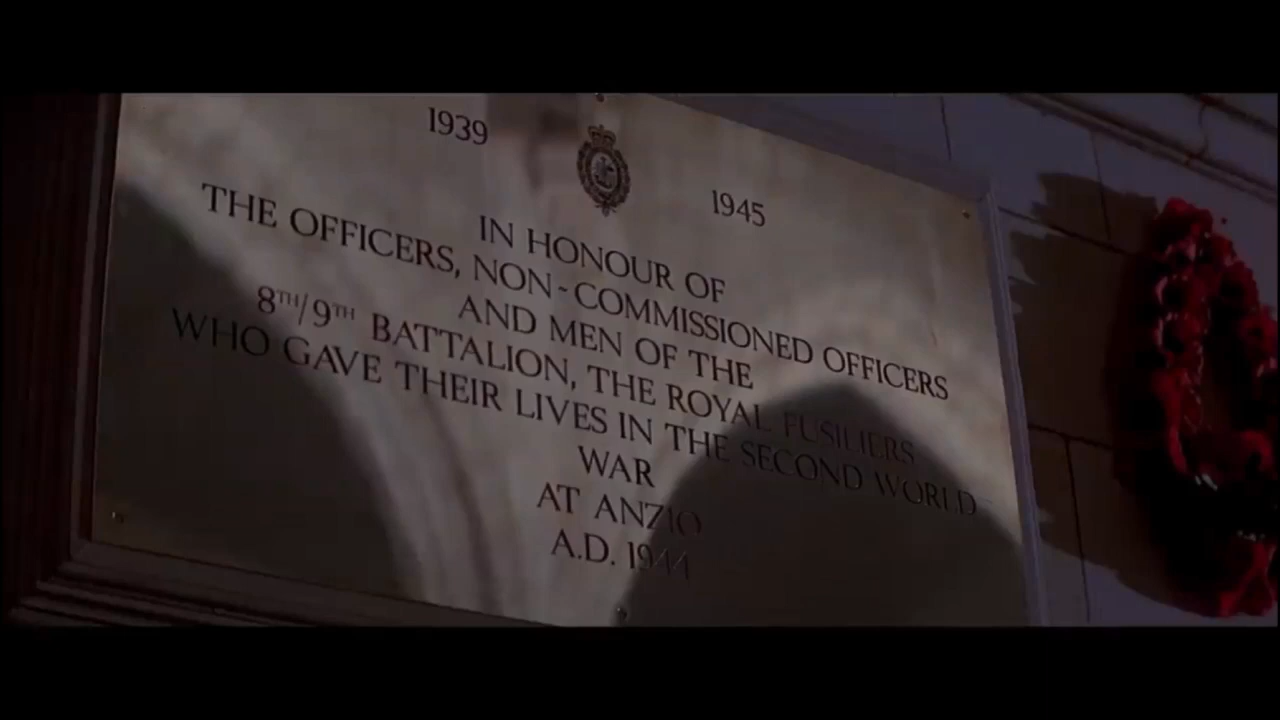 1939
1945
IN HONOUR OF
THE OFFICERS, NON-COMMISSIONED OFFICERS
AND MEN OF THE
8TH/9TH BATTALION, THE ROYAL FUSILIERS
WHO GAVE THEIR LIVES IN THE SECOND WORLD
WAR
AT ANZIO
A.D. 1944